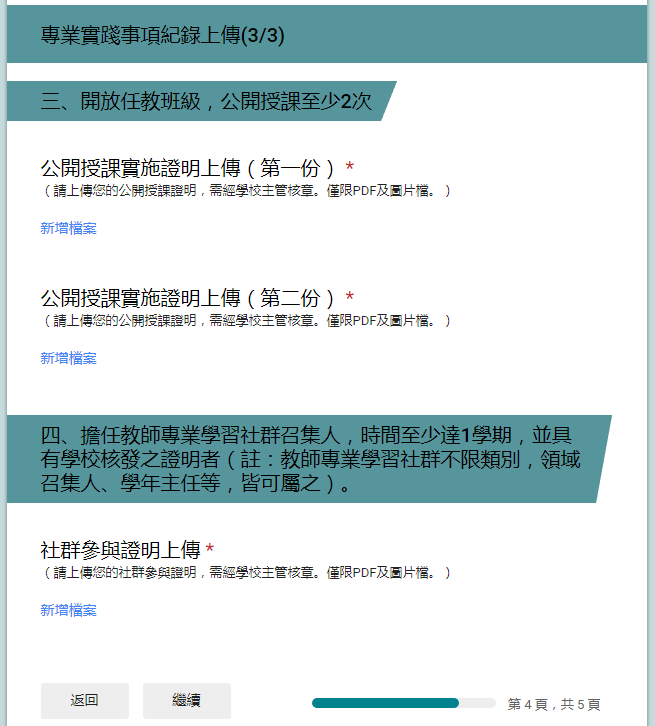 專業實踐事項紀錄上傳(3/3)
三、開放任教班級，公開授課至少2次
公開授課實施證明上傳（第一份） *
（請上傳您的公開授課證明，需經學校主管核章。僅限PDF及圖片檔。）
新增檔案
公開授課實施證明上傳（第二份） *
（請上傳您的公開授課證明，需經學校主管核章。僅限PDF及圖片檔。）
新增檔案
四、擔任教師專業學習社群召集人，時間至少達1學期，並具
有學校核發之證明者（註：教師專業學習社群不限類別，領域
召集人、學年主任等，皆可屬之）。
社群參與證明上傳 *
（請上傳您的社群參與證明，需經學校主管核章。僅限PDF及圖片檔。）
新增檔案
返回 繼續 第 4 頁，共 5 頁